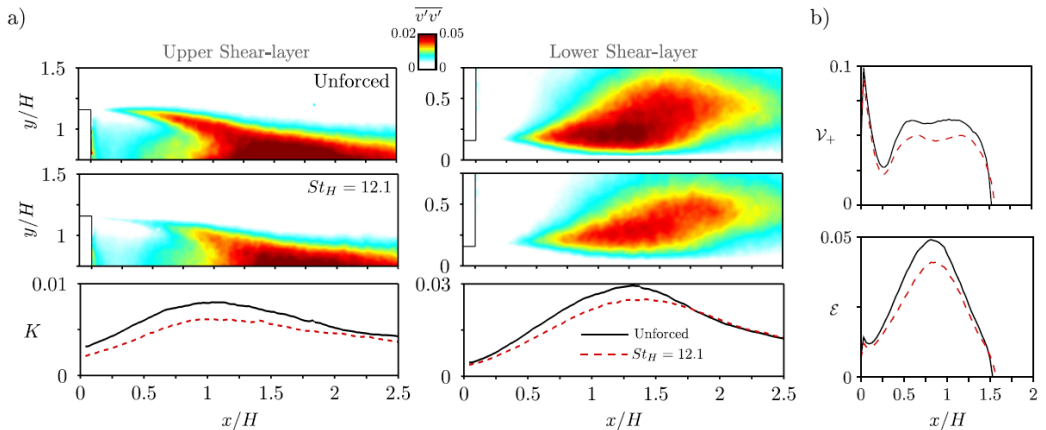 a)
b)
v'v'
0.02 0.05
0 0
Upper Shear-layer
Lower Shear-layer
Unforced
1.5
y/H
1
0.5
0
St_H = 12.1
1.5
y/H
1
0.5
0
0.01
K
0
0 0.5 1 1.5 2 2.5
x/H
0.03
0
Unforced
St_H = 12.1
0 0.5 1 1.5 2 2.5
x/H
0.1
𝒱₊
0
0.05
ℰ
0
0 0.5 1 1.5 2
x/H